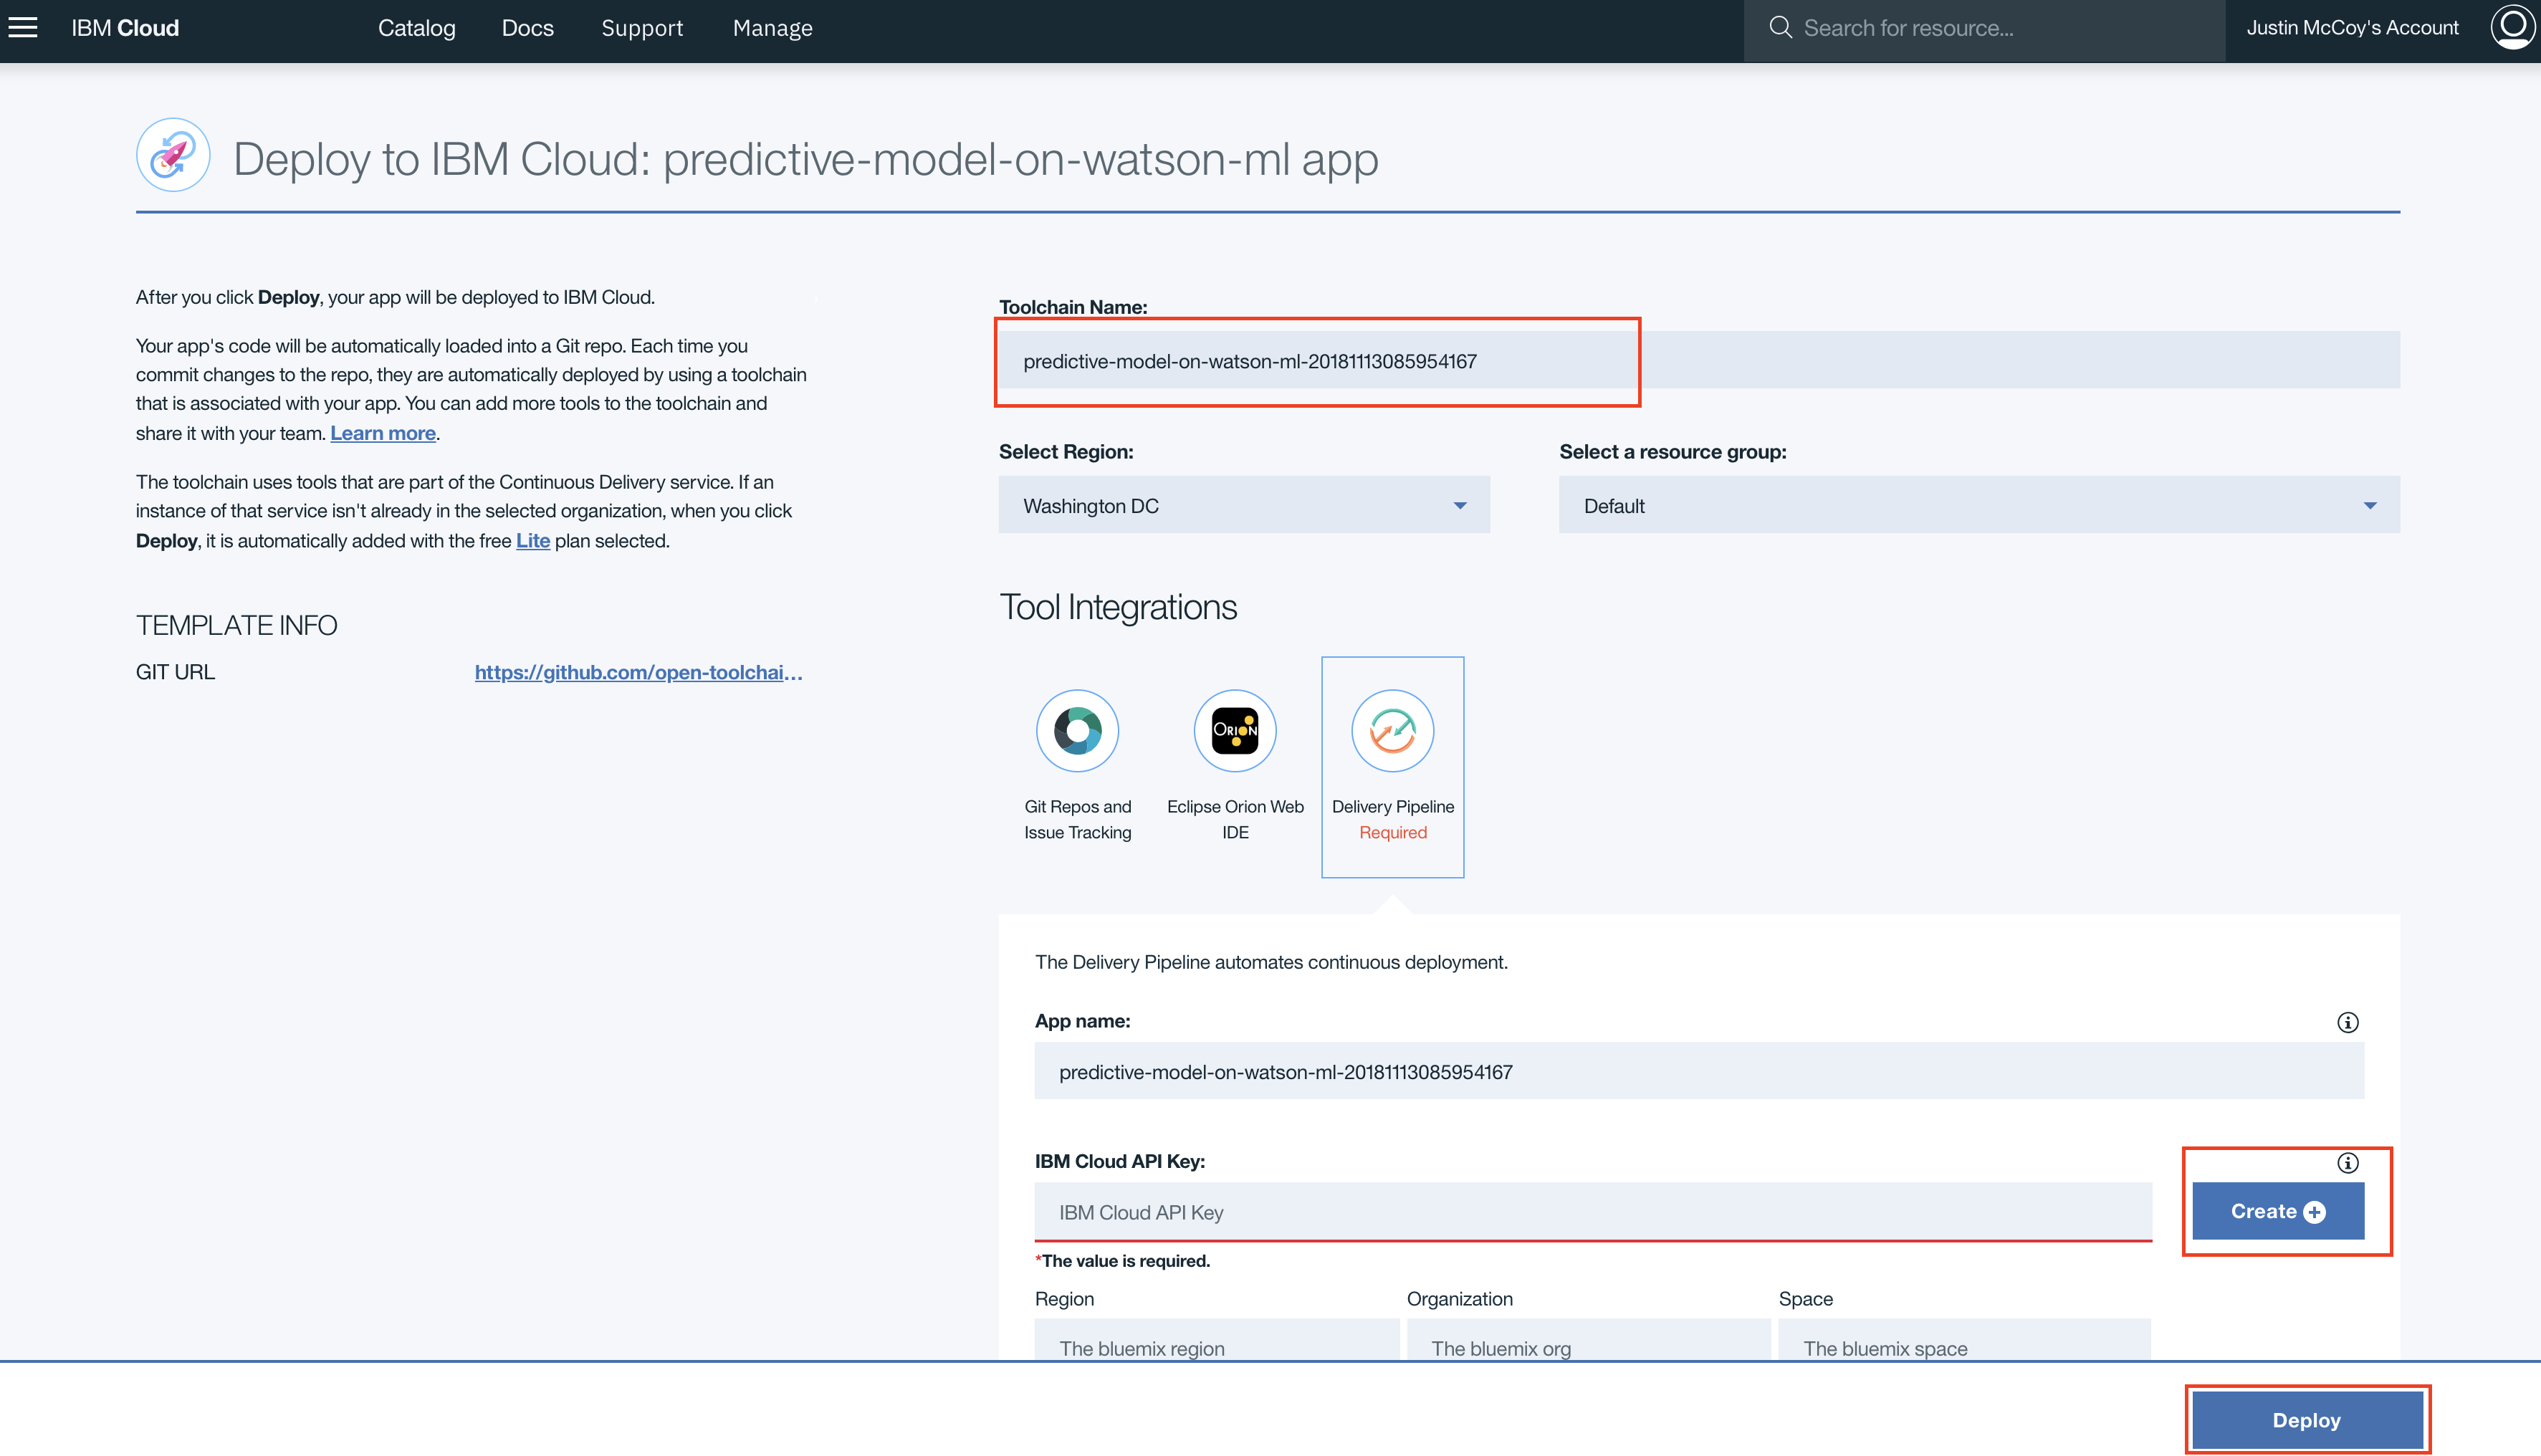 IBM Cloud
Catalog
Docs
Support
Manage
Search for resource...
Justin McCoy's Account
Deploy to IBM Cloud: predictive-model-on-watson-ml app
After you click Deploy, your app will be deployed to IBM Cloud.
Your app's code will be automatically loaded into a Git repo. Each time you
commit changes to the repo, they are automatically deployed by using a toolchain
that is associated with your app. You can add more tools to the toolchain and
share it with your team. Learn more.
The toolchain uses tools that are part of the Continuous Delivery service. If an
instance of that service isn't already in the selected organization, when you click
Deploy, it is automatically added with the free Lite plan selected.
TEMPLATE INFO
GIT URL
https://github.com/open-toolchai...
Toolchain Name:
predictive-model-on-watson-ml-20181113085954167
Select Region:
Washington DC
Select a resource group:
Default
Tool Integrations
ORION
Git Repos and
Issue Tracking
Eclipse Orion Web
IDE
Delivery Pipeline
Required
The Delivery Pipeline automates continuous deployment.
App name:
predictive-model-on-watson-ml-20181113085954167
IBM Cloud API Key:
IBM Cloud API Key
Create
*The value is required.
Region
Organization
Space
The bluemix region
The bluemix org
The bluemix space
Deploy